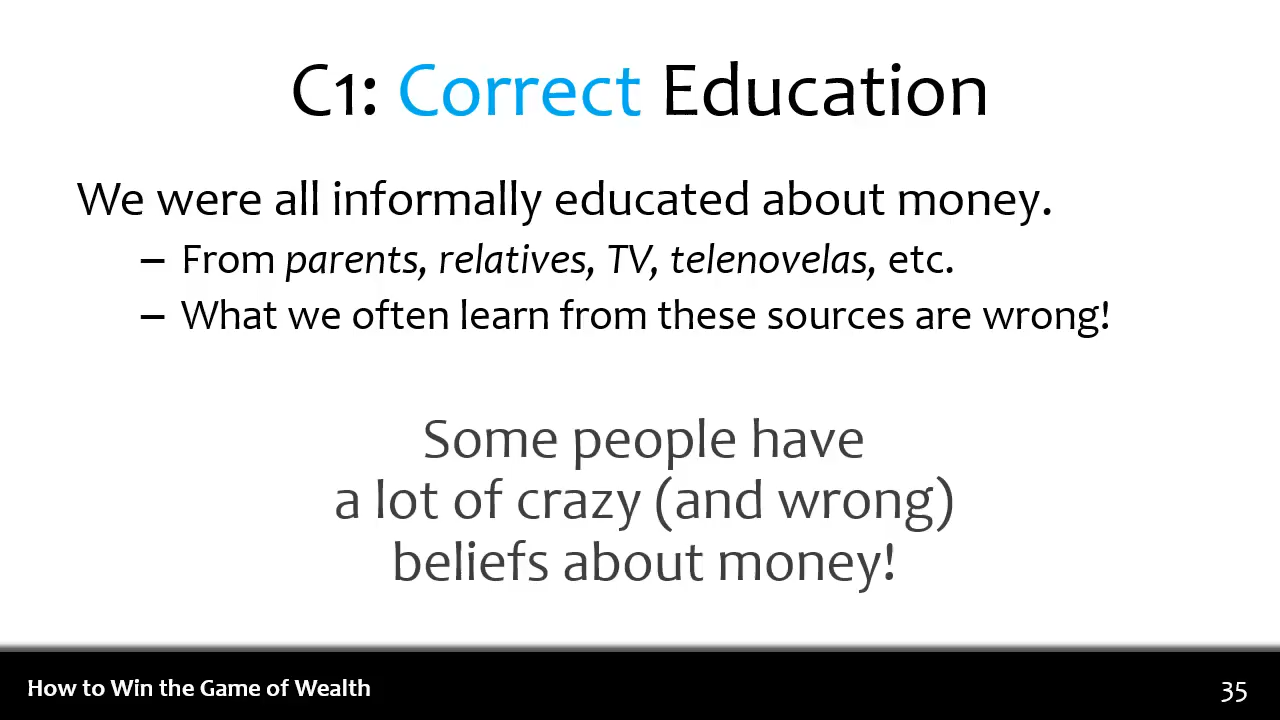 C1: Correct Education
We were all informally educated about money.
– From parents, relatives, TV, telenovelas, etc.
– What we often learn from these sources are wrong!
Some people have
a lot of crazy (and wrong)
beliefs about money!
How to Win the Game of Wealth
35